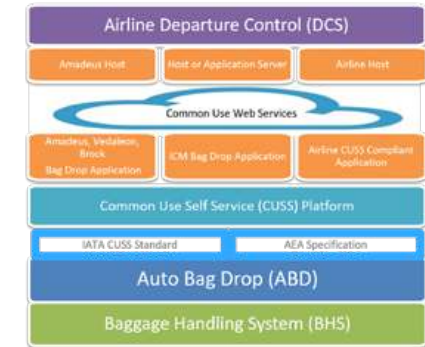 Airline Departure Control (DCS)
Amadeus Host
Host or Application Server
Airline Host
Common Use Web Services
Amadeus, Vedaleon,
Brock
Bag Drop Application
ICM Bag Drop Application
Airline CUSS Compliant
Application
Common Use Self Service (CUSS) Platform
IATA CUSS Standard
AEA Specification
Auto Bag Drop (ABD)
Baggage Handling System (BHS)